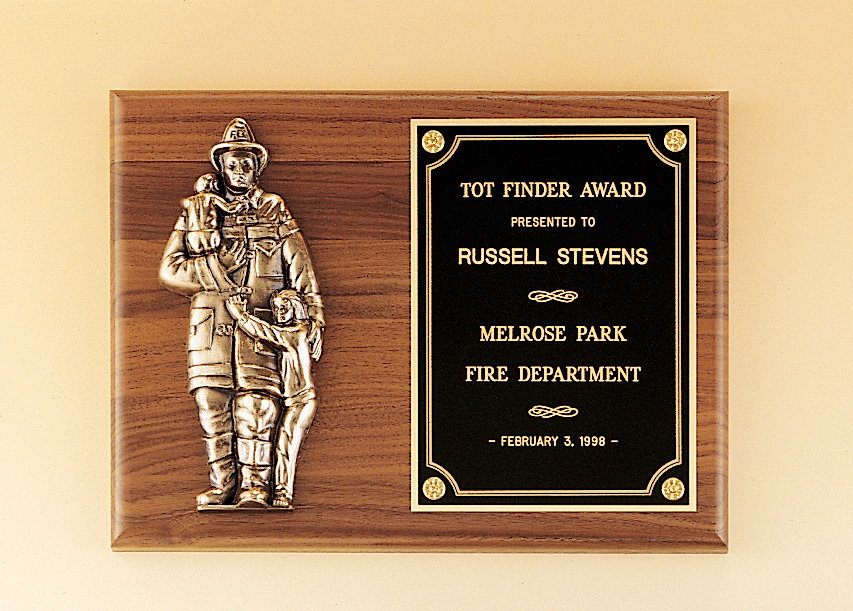 TOT FINDER AWARD
PRESENTED TO
RUSSELL STEVENS
MELROSE PARK
FIRE DEPARTMENT
– FEBRUARY 3, 1998 –